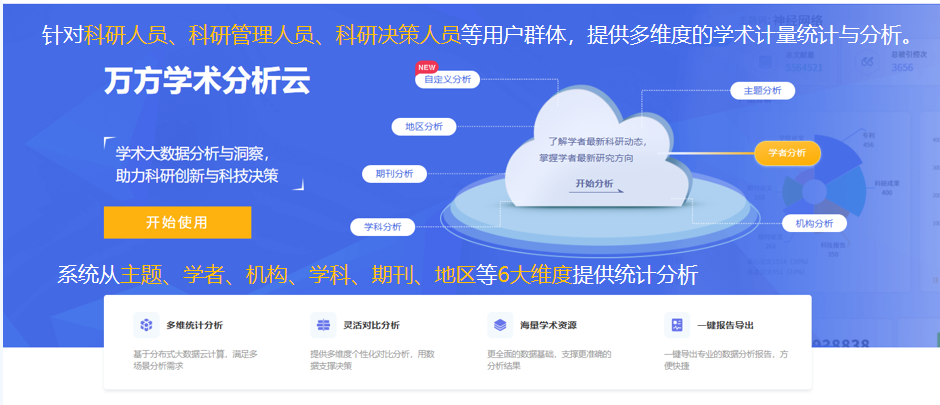 针对科研人员、科研管理人员、科研决策人员等用户群体，提供多维度的学术计量统计与分析。
万方学术分析云
学术大数据分析与洞察，
助力科研创新与科技决策
开始使用
NEW
自定义分析
地区分析
期刊分析
学科分析
了解学者最新科研动态，
掌握学者最新研究方向
开始分析
主题分析
学者分析
机构分析
3656
专利
科研成果
系统从主题、学者、机构、学科、期刊、地区等6大维度提供统计分析
多维统计分析
基于分布式大数据云计算，满足多
场景分析需求
灵活对比分析
提供多维度个性化对比分析，用数
据支撑决策
海量学术资源
更全面的数据基础，支撑更准确的
分析结果
一键报告导出
一键导出专业的数据分析报告，方
便快捷